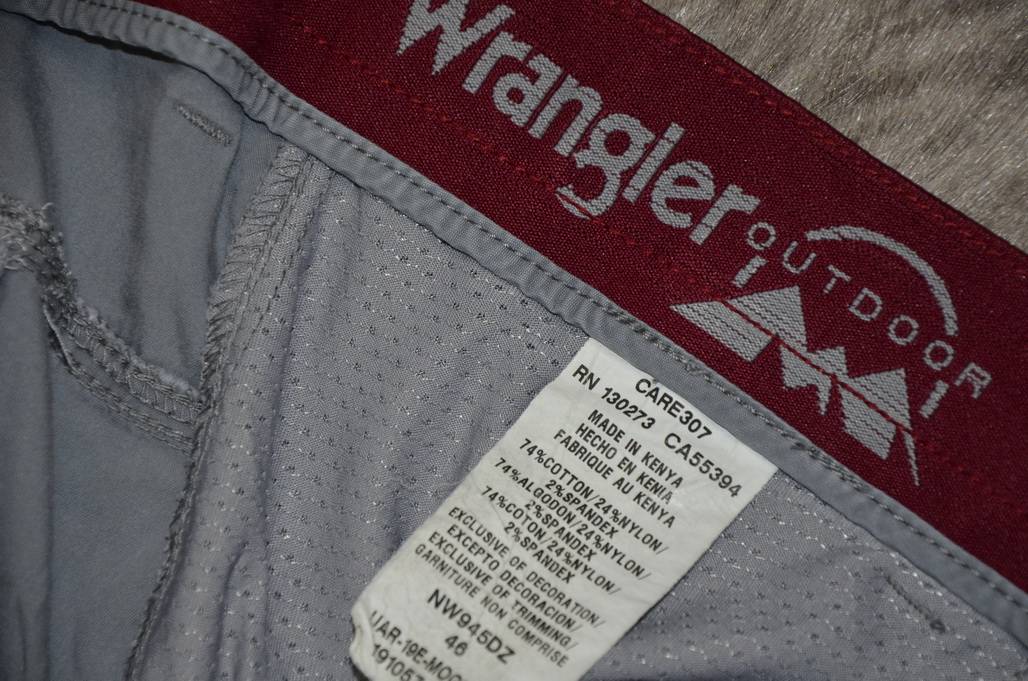 Wrangler
OUTDOOR
CARE307
RN 130273 CA55394
MADE IN KENYA
HECHO EN KENIA
FABRIQUE AU KENYA
74%COTTON/24%NYLON/
2%SPANDEX
74%ALGODON/24%NYLON/
2%SPANDEX
74%COTON/24%NYLON/
2%SPANDEX
EXCLUSIVE OF DECORATION/
EXCEPTO DECORACION/
EXCLUSIVE OF TRIMMING/
GARNITURE NON COMPRISE
NW945DZ
46